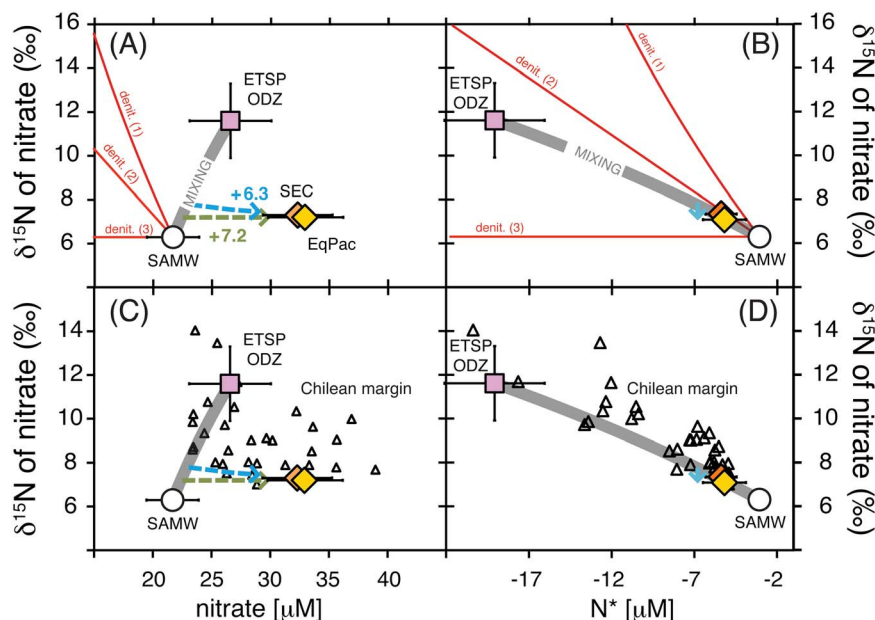 16
14
12
10
8
6
δ¹⁵N of nitrate (‰)
(A)
denit. (1)
denit. (2)
denit. (3)
ETSP
ODZ
MIXING
+6.3
SEC
+7.2
EqPac
SAMW
(B)
denit. (1)
denit. (2)
denit. (3)
ETSP
ODZ
MIXING
SAMW
16
14
12
10
8
6
δ¹⁵N of nitrate (‰)
14
12
10
8
6
δ¹⁵N of nitrate (‰)
(C)
ETSP
ODZ
Chilean margin
SAMW
20 25 30 35 40
nitrate [µM]
(D)
ETSP
ODZ
Chilean margin
SAMW
14
12
10
8
6
δ¹⁵N of nitrate (‰)
-17 -12 -7 -2
N* [µM]